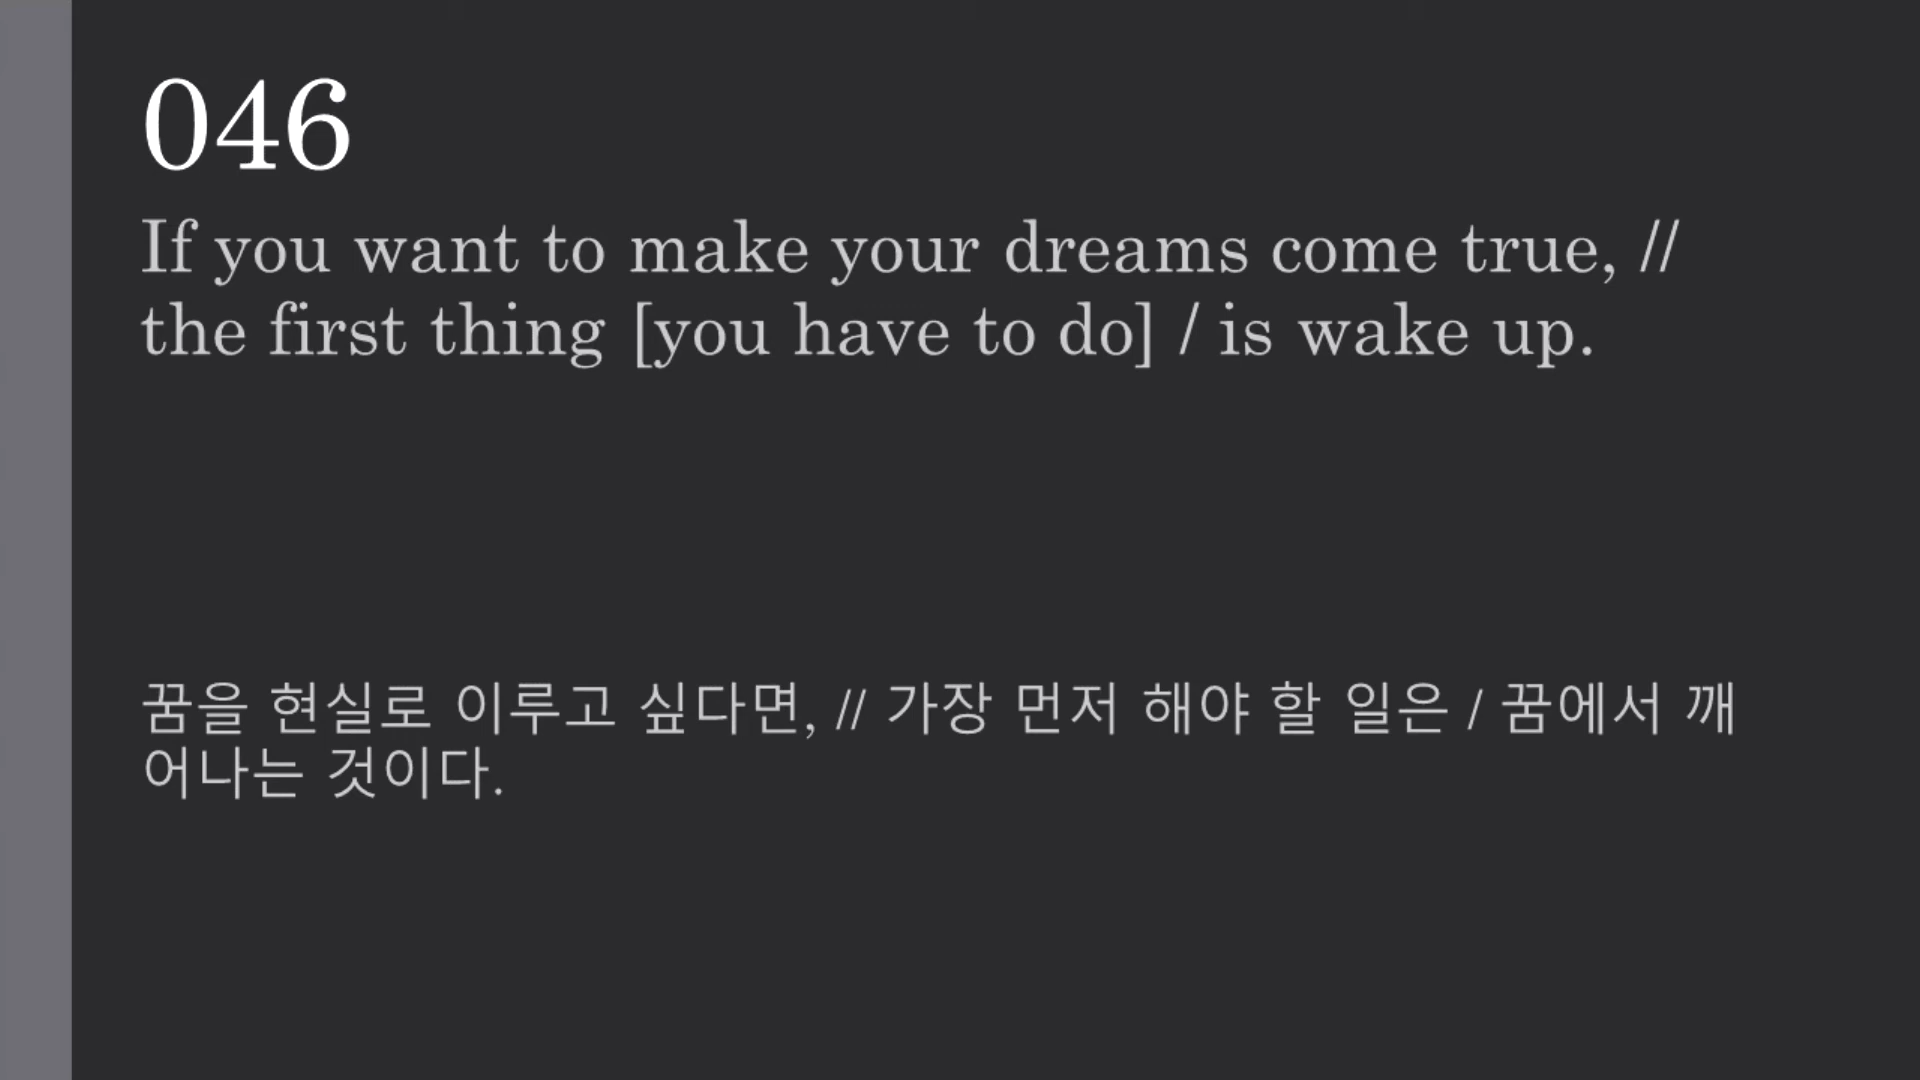 046
If you want to make your dreams come true, //
the first thing [you have to do] / is wake up.
꿈을 현실로 이루고 싶다면, // 가장 먼저 해야 할 일은 / 꿈에서 깨
어나는 것이다.